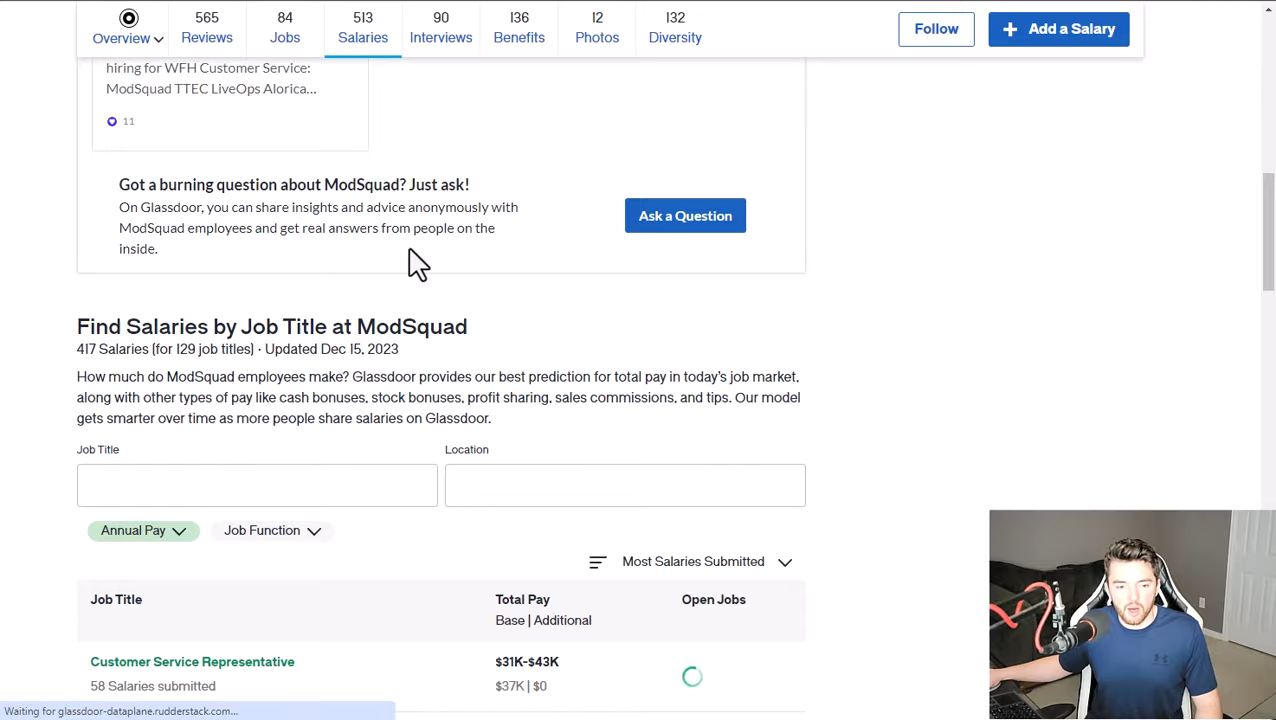 565
84
513
90
136
12
132
Overview
Reviews
Jobs
Salaries
Interviews
Benefits
Photos
Diversity
Follow
+ Add a Salary
hiring for WFH Customer Service:
ModSquad TTEC LiveOps Alorica...
11
Got a burning question about ModSquad? Just ask!
On Glassdoor, you can share insights and advice anonymously with
ModSquad employees and get real answers from people on the
inside.
Ask a Question
Find Salaries by Job Title at ModSquad
417 Salaries (for 129 job titles) · Updated Dec 15, 2023
How much do ModSquad employees make? Glassdoor provides our best prediction for total pay in today's job market,
along with other types of pay like cash bonuses, stock bonuses, profit sharing, sales commissions, and tips. Our model
gets smarter over time as more people share salaries on Glassdoor.
Job Title
Location
Annual Pay
Job Function
Most Salaries Submitted
Job Title
Total Pay
Base | Additional
Open Jobs
Customer Service Representative
58 Salaries submitted
$31K-$43K
$37K | $0
Waiting for glassdoor-dataplane.rudderstack.com...